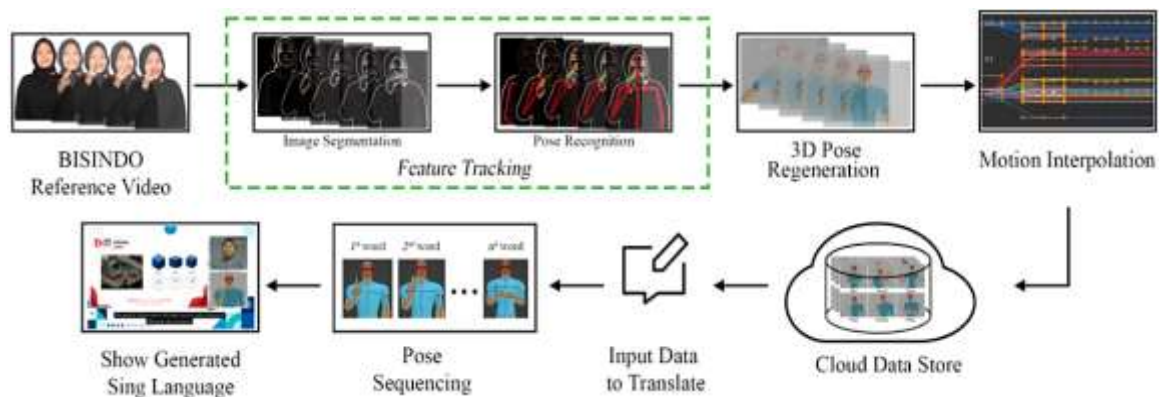 Image Segmentation
Pose Recognition
Feature Tracking
BISINDO
Reference Video
3D Pose
Regeneration
Motion Interpolation
1st word
2nd word
nt word
Show Generated
Sing Language
Pose
Sequencing
Input Data
to Translate
Cloud Data Store